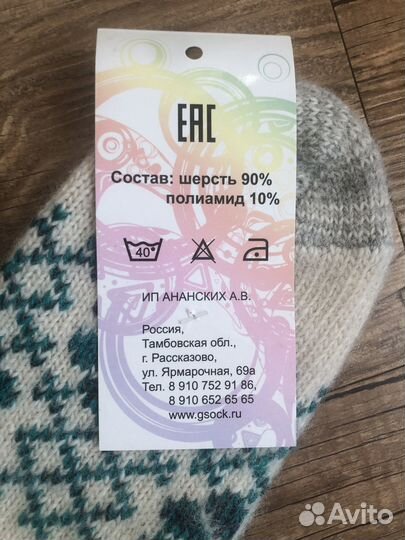 ЕАС
Состав: шерсть 90%
полиамид 10%
40°
ИП АНАНСКИХ А.В.
Россия,
Тамбовская обл.,
г. Рассказово,
ул. Ярмарочная, 69а
Тел. 8 910 752 91 86,
8 910 652 65 65
www.gsock.ru
Avito